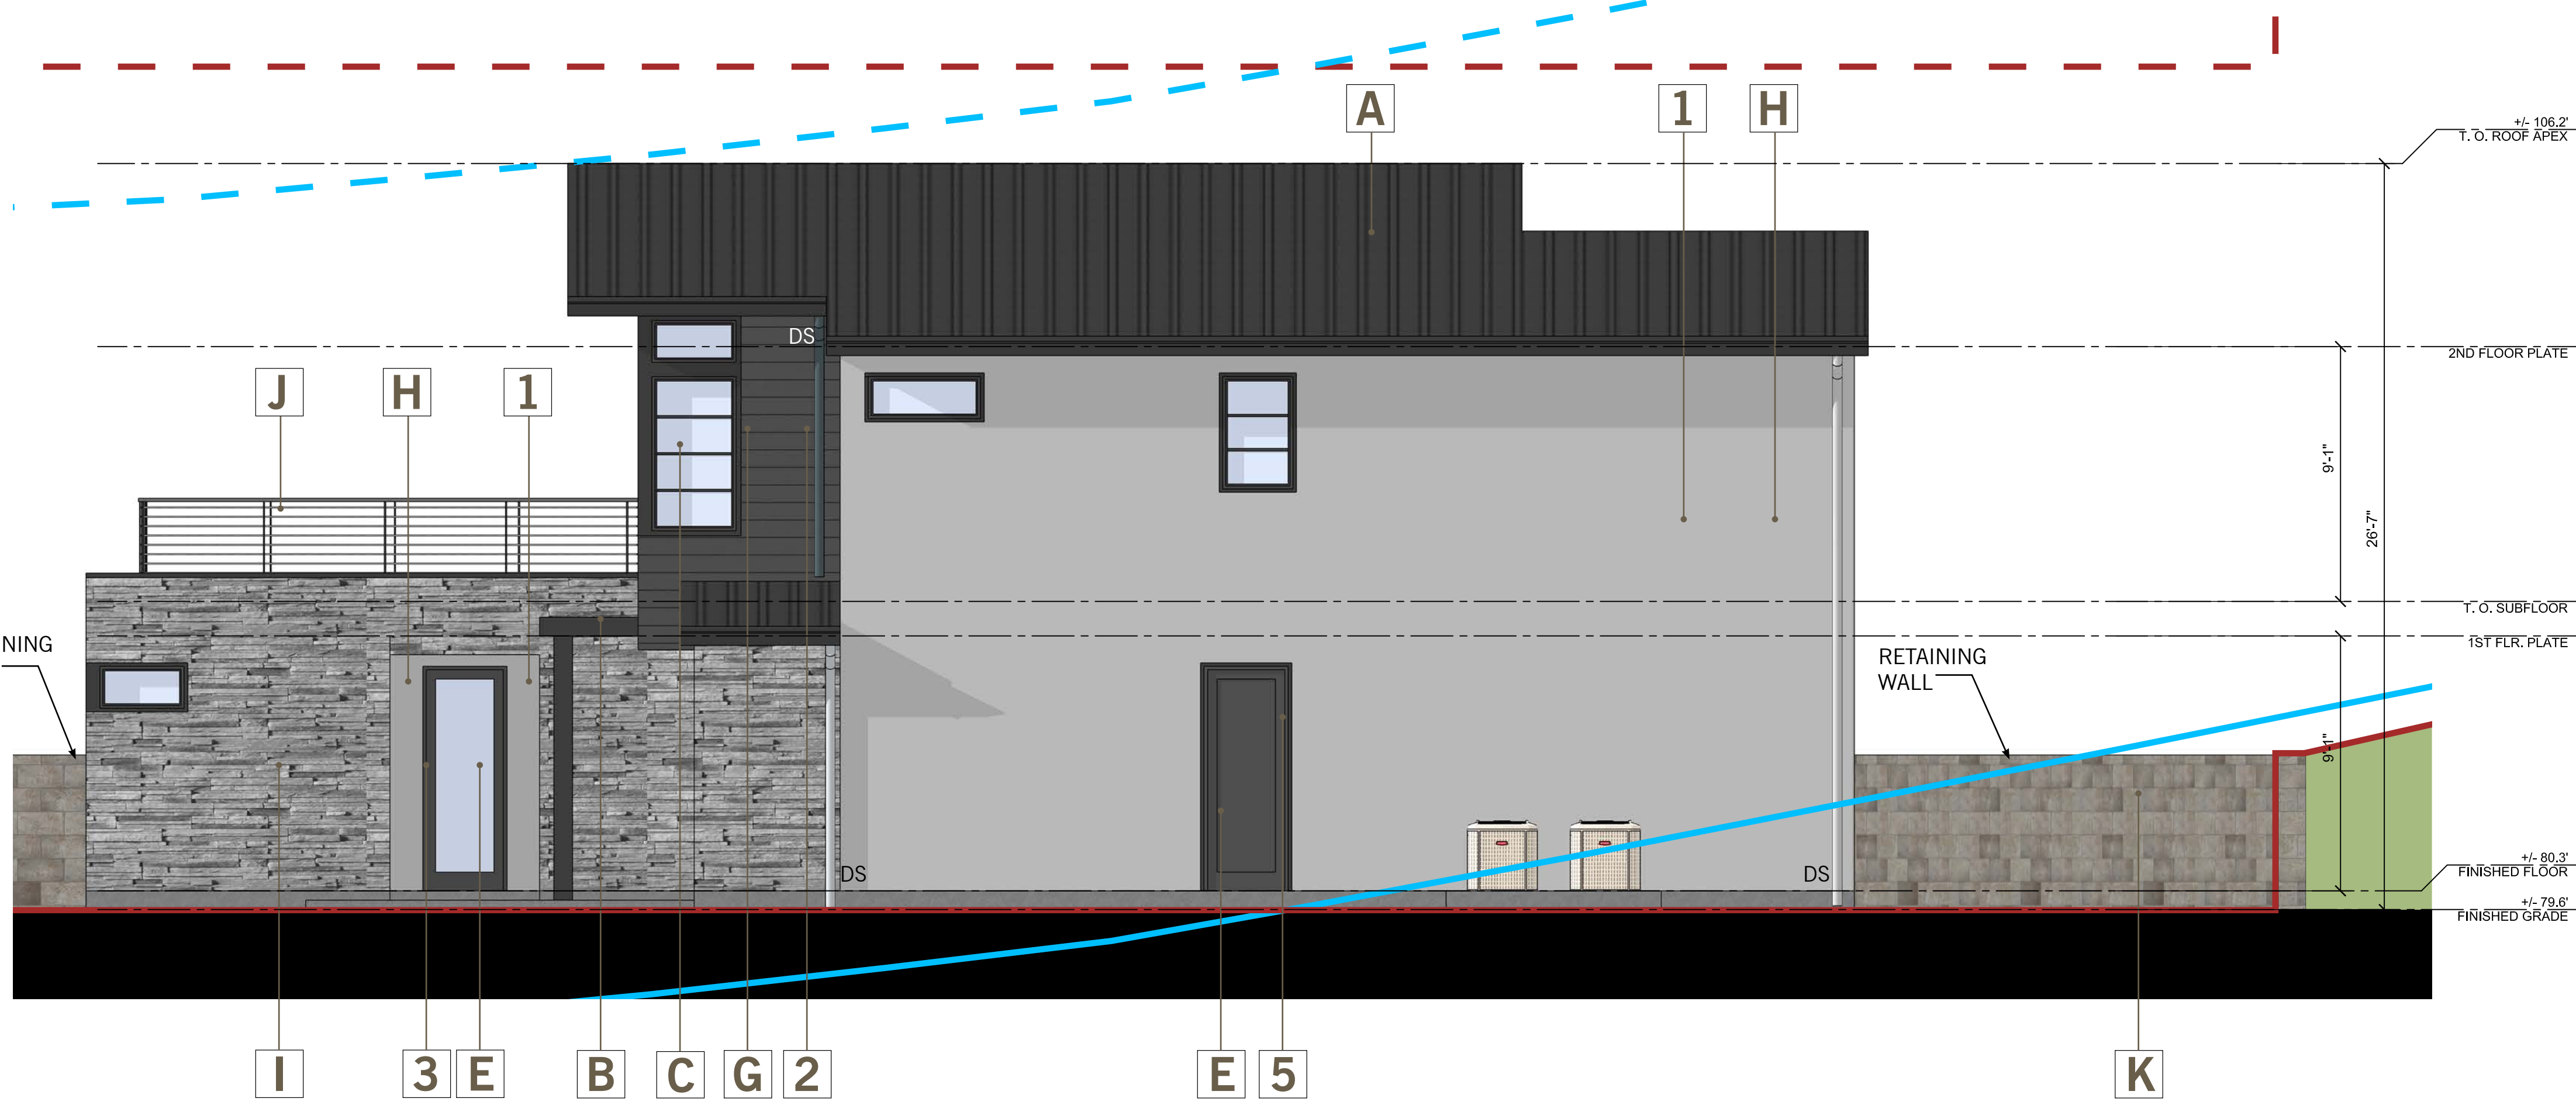 A
1
H
+/- 106.2'
T. O. ROOF APEX
DS
2ND FLOOR PLATE
J
H
1
9'-1"
26'-7"
T. O. SUBFLOOR
1ST FLR. PLATE
NING
RETAINING
WALL
9'-1"
DS
DS
+/- 80.3'
FINISHED FLOOR
+/- 79.6'
FINISHED GRADE
I
3
E
B
C
G
2
E
5
K